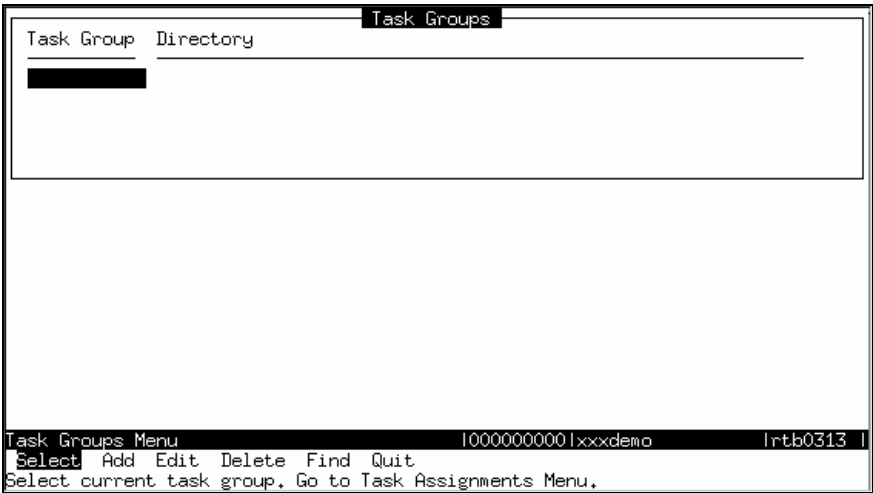 Task Groups
Task Group Directory
Task Groups Menu |000000000|xxxdemo |rtb0313 |
Select Add Edit Delete Find Quit
Select current task group. Go to Task Assignments Menu.